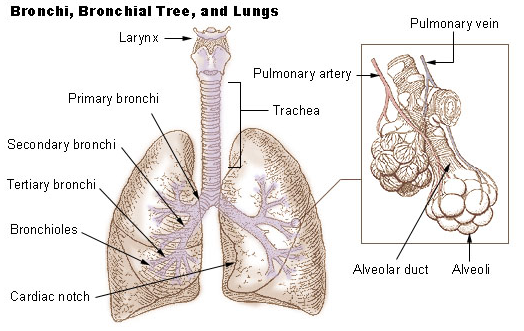 Bronchi, Bronchial Tree, and Lungs
Larynx
Primary bronchi
Trachea
Secondary bronchi
Tertiary bronchi
Bronchioles
Cardiac notch
Pulmonary vein
Pulmonary artery
Alveolar duct
Alveoli